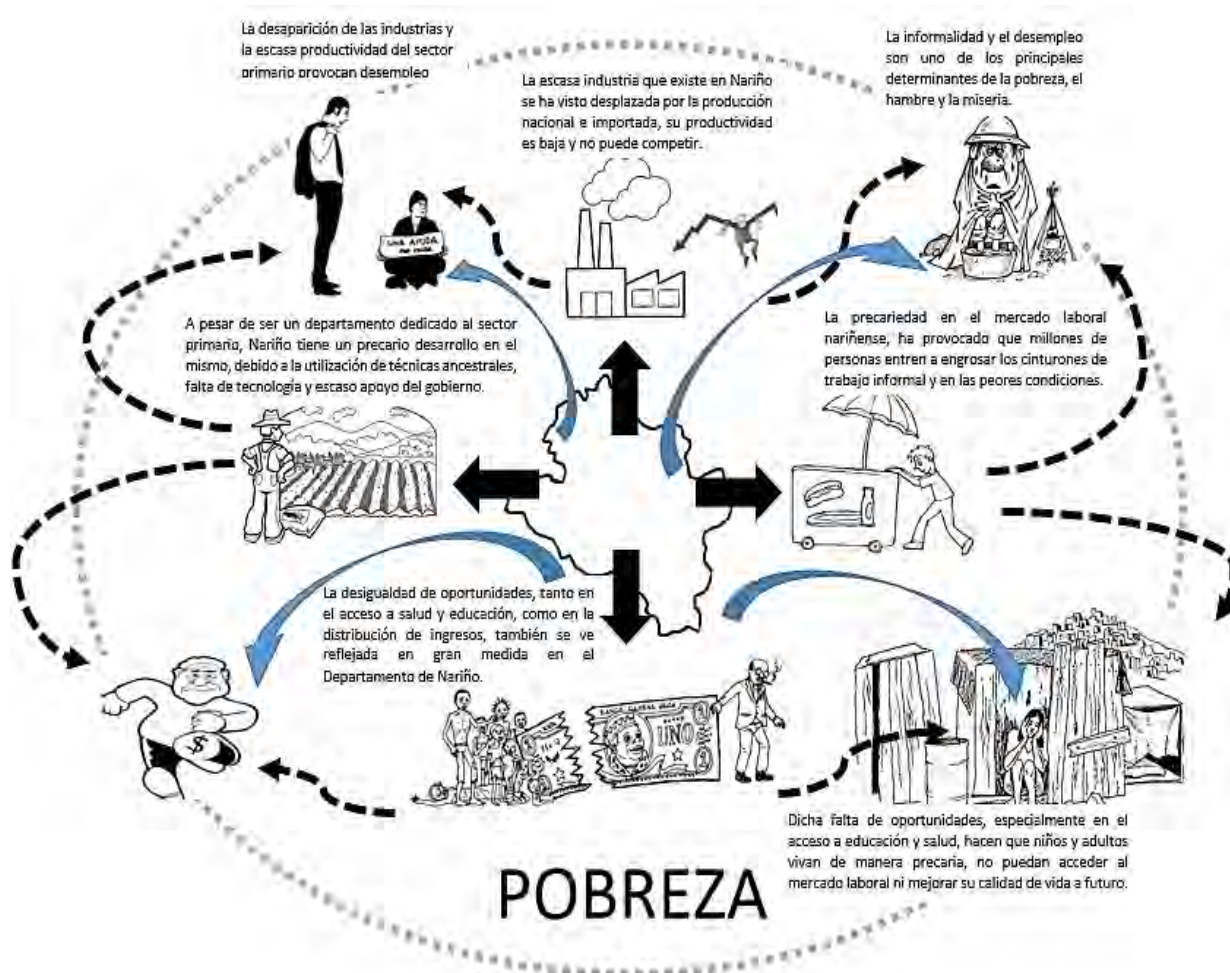 La desaparición de las industrias y
la escasa productividad del sector
primario provocan desempleo
La escasa industria que existe en Nariño
se ha visto desplazada por la producción
nacional e importada, su productividad
es baja y no puede competir.
La informalidad y el desempleo
son uno de los principales
determinantes de la pobreza, el
hambre y la miseria.
UNA AYUDA
A pesar de ser un departamento dedicado al sector
primario, Nariño tiene un precario desarrollo en el
mismo, debido a la utilización de técnicas ancestrales,
falta de tecnología y escaso apoyo del gobierno.
La precariedad en el mercado laboral
nariñense, ha provocado que millones de
personas entren a engrosar los cinturones de
trabajo informal y en las peores condiciones.
La desigualdad de oportunidades, tanto en
el acceso a salud y educación, como en la
distribución de ingresos, también se ve
reflejada en gran medida en el
Departamento de Nariño.
$
UNO
1
1
Dicha falta de oportunidades, especialmente en el
acceso a educación y salud, hacen que niños y adultos
vivan de manera precaria, no puedan acceder al
mercado laboral ni mejorar su calidad de vida a futuro.
POBREZA